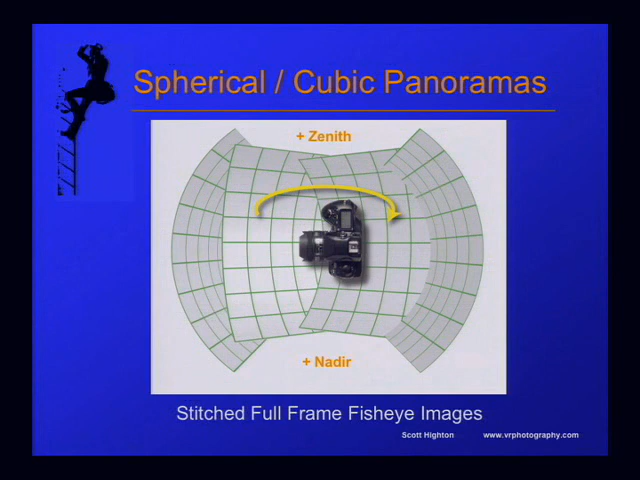 Spherical / Cubic Panoramas
+ Zenith
+ Nadir
Stitched Full Frame Fisheye Images
Scott Highton www.vrphotography.com